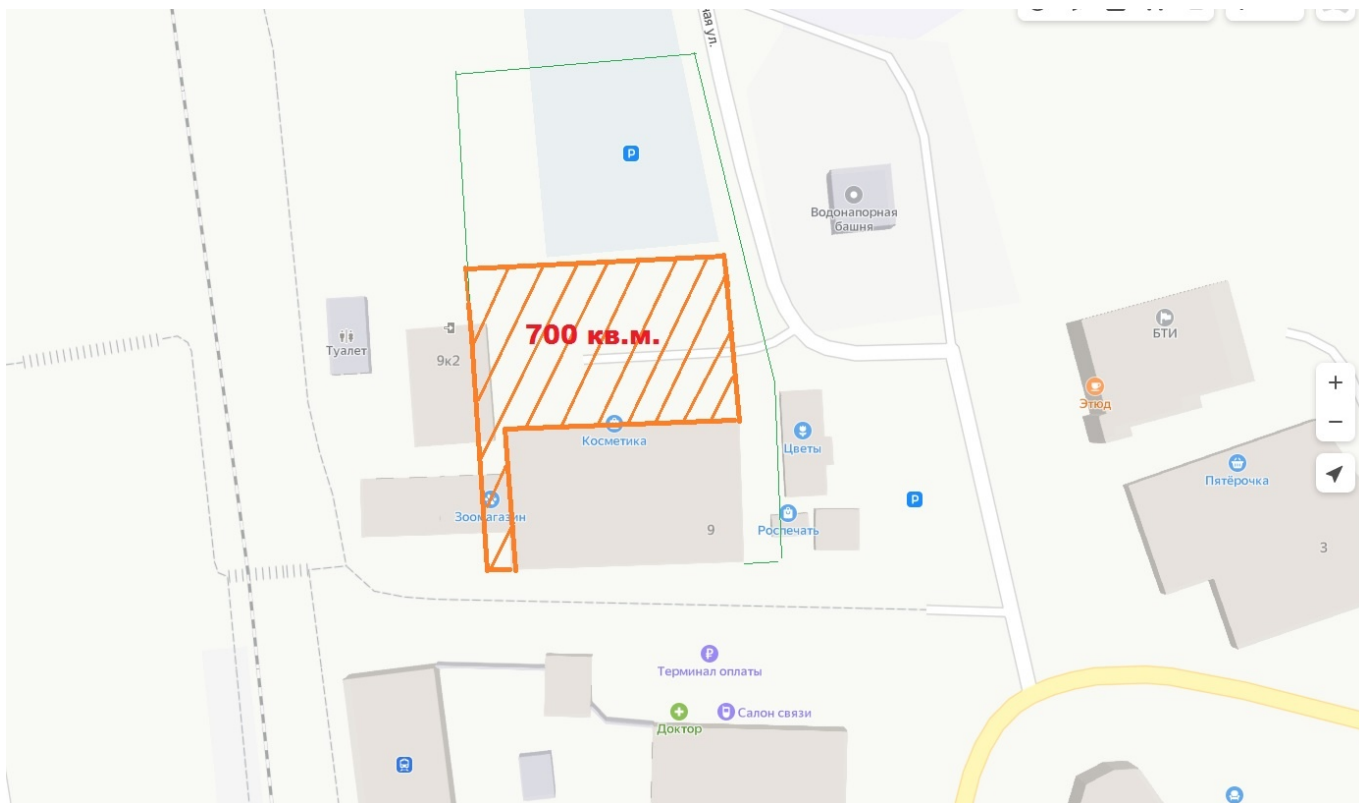 ная ул.
P
Водонапорная
башня
БТИ
Туалет
9к2
700 кв.м.
Этюд
+
−
Косметика
Цветы
Пятёрочка
Зоомагазин
P
9
Роспечать
3
₽
Терминал оплаты
Салон связи
Доктор